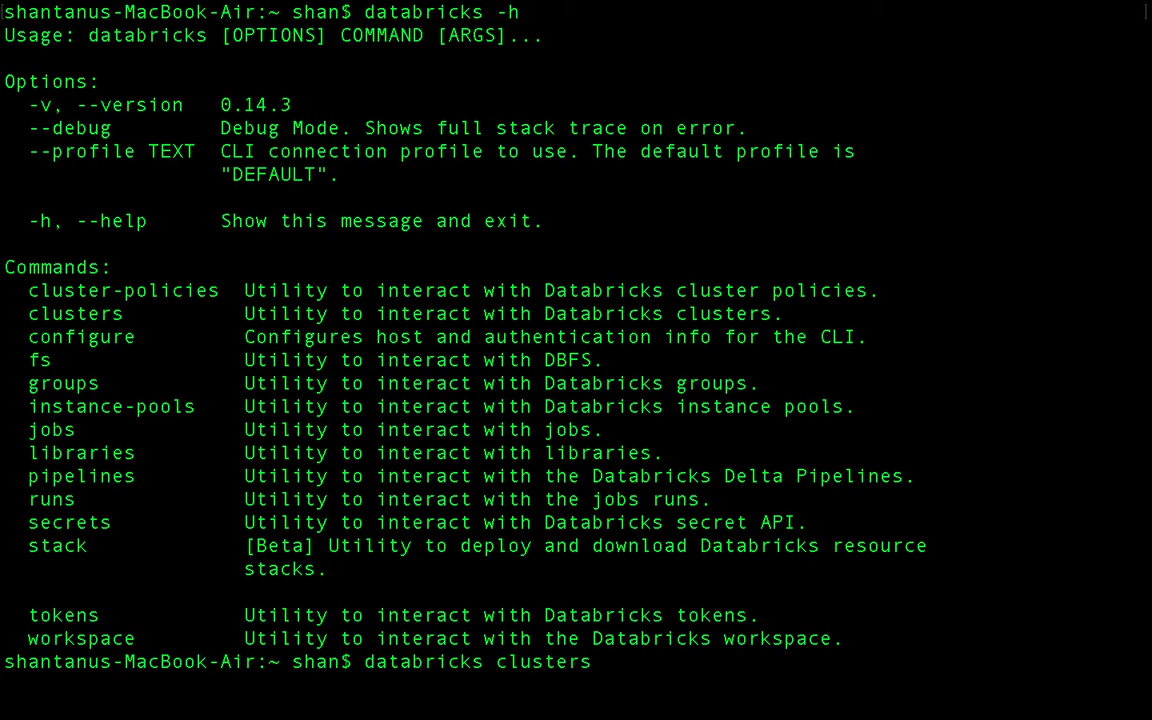 shantanus-MacBook-Air:~ shan$ databricks -h
Usage: databricks [OPTIONS] COMMAND [ARGS]...
Options:
-v, --version 0.14.3
--debug Debug Mode. Shows full stack trace on error.
--profile TEXT CLI connection profile to use. The default profile is
"DEFAULT".
-h, --help Show this message and exit.
Commands:
cluster-policies Utility to interact with Databricks cluster policies.
clusters Utility to interact with Databricks clusters.
configure Configures host and authentication info for the CLI.
fs Utility to interact with DBFS.
groups Utility to interact with Databricks groups.
instance-pools Utility to interact with Databricks instance pools.
jobs Utility to interact with jobs.
libraries Utility to interact with libraries.
pipelines Utility to interact with the Databricks Delta Pipelines.
runs Utility to interact with the jobs runs.
secrets Utility to interact with Databricks secret API.
stack [Beta] Utility to deploy and download Databricks resource
stacks.
tokens Utility to interact with Databricks tokens.
workspace Utility to interact with the Databricks workspace.
shantanus-MacBook-Air:~ shan$ databricks clusters